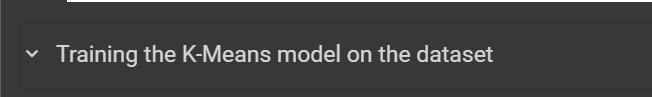 Training the K-Means model on the dataset